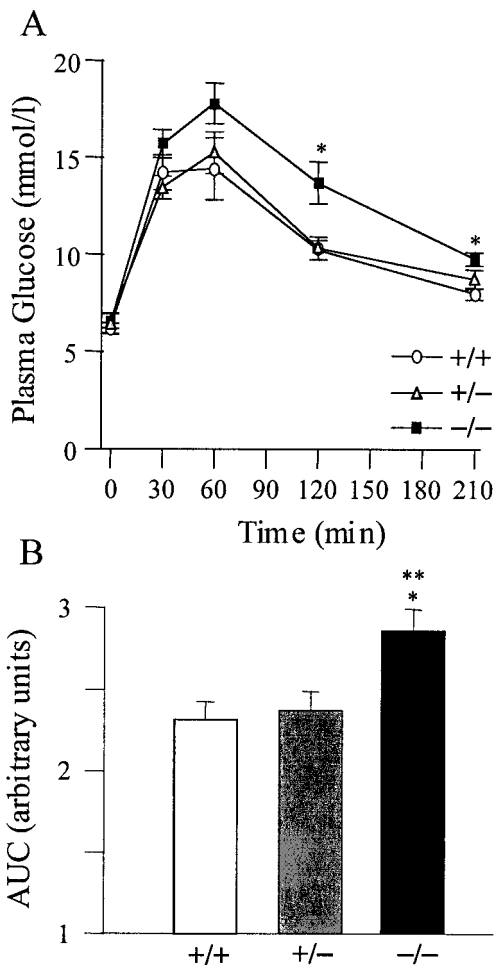 A
Plasma Glucose (mmol/l)
20
15
10
5
0
*
*
+/+
+/−
−/−
0 30 60 90 120 150 180 210
Time (min)
B
AUC (arbitrary units)
3
2
1
**
*
+/+ +/− −/−